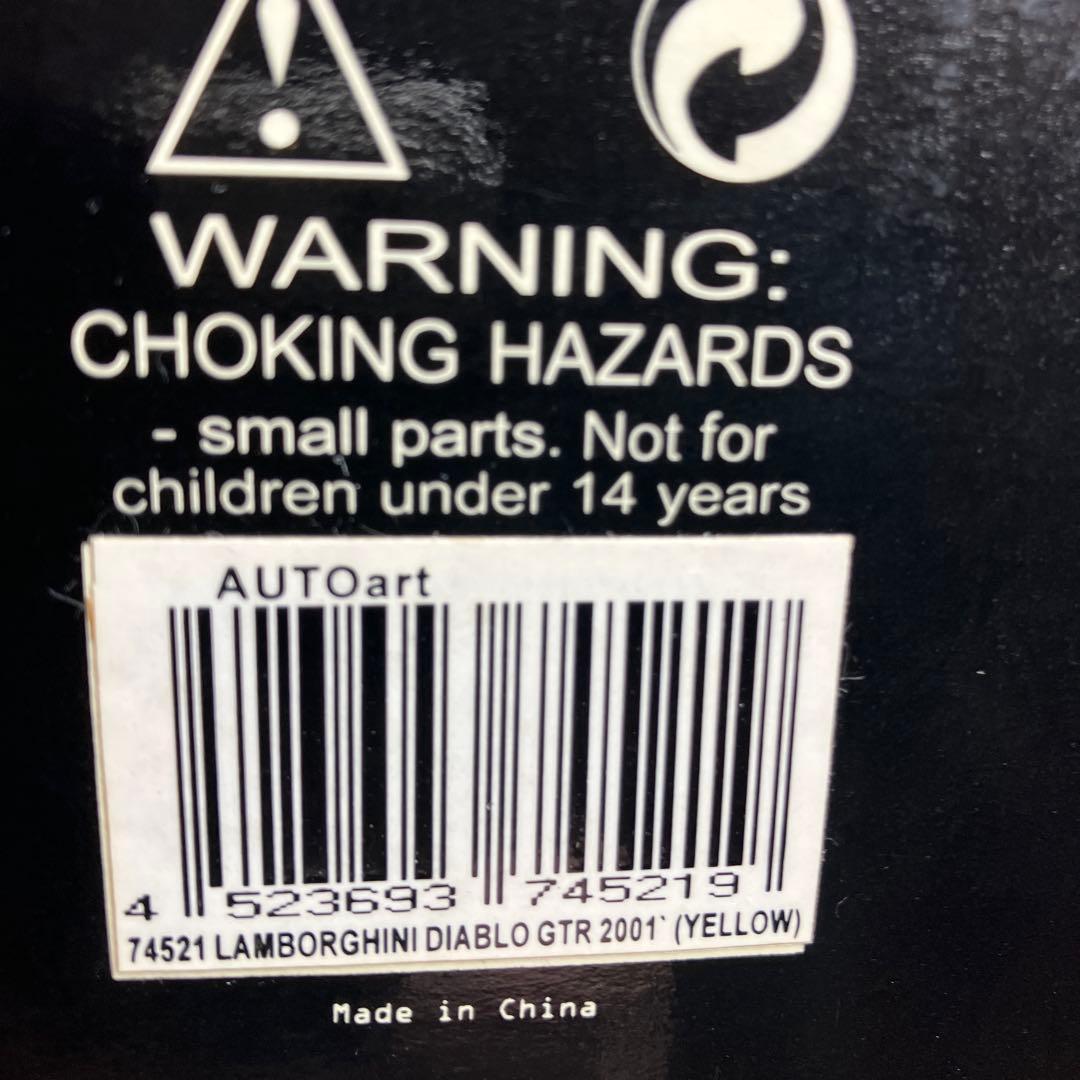 WARNING:
CHOKING HAZARDS
- small parts. Not for
children under 14 years
AUTOart
4 523693 745219
74521 LAMBORGHINI DIABLO GTR 2001` (YELLOW)
Made in China